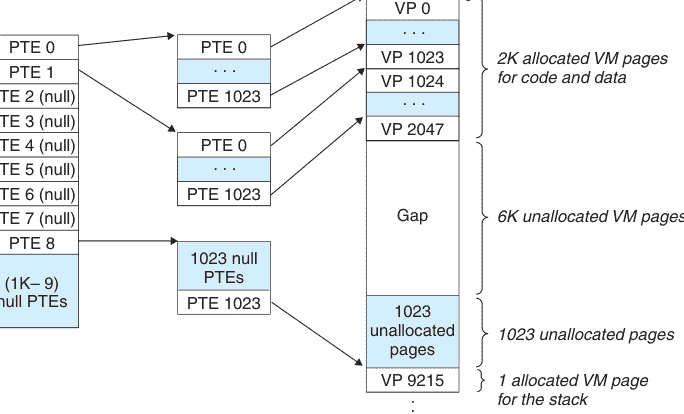 PTE 0
PTE 1
TE 2 (null)
TE 3 (null)
TE 4 (null)
TE 5 (null)
TE 6 (null)
TE 7 (null)
PTE 8
(1K– 9)
null PTEs
PTE 0
· · ·
PTE 1023
PTE 0
· · ·
PTE 1023
1023 null
PTEs
PTE 1023
VP 0
· · ·
VP 1023
VP 1024
· · ·
VP 2047
Gap
1023
unallocated
pages
VP 9215
2K allocated VM pages
for code and data
6K unallocated VM pages
1023 unallocated pages
1 allocated VM page
for the stack